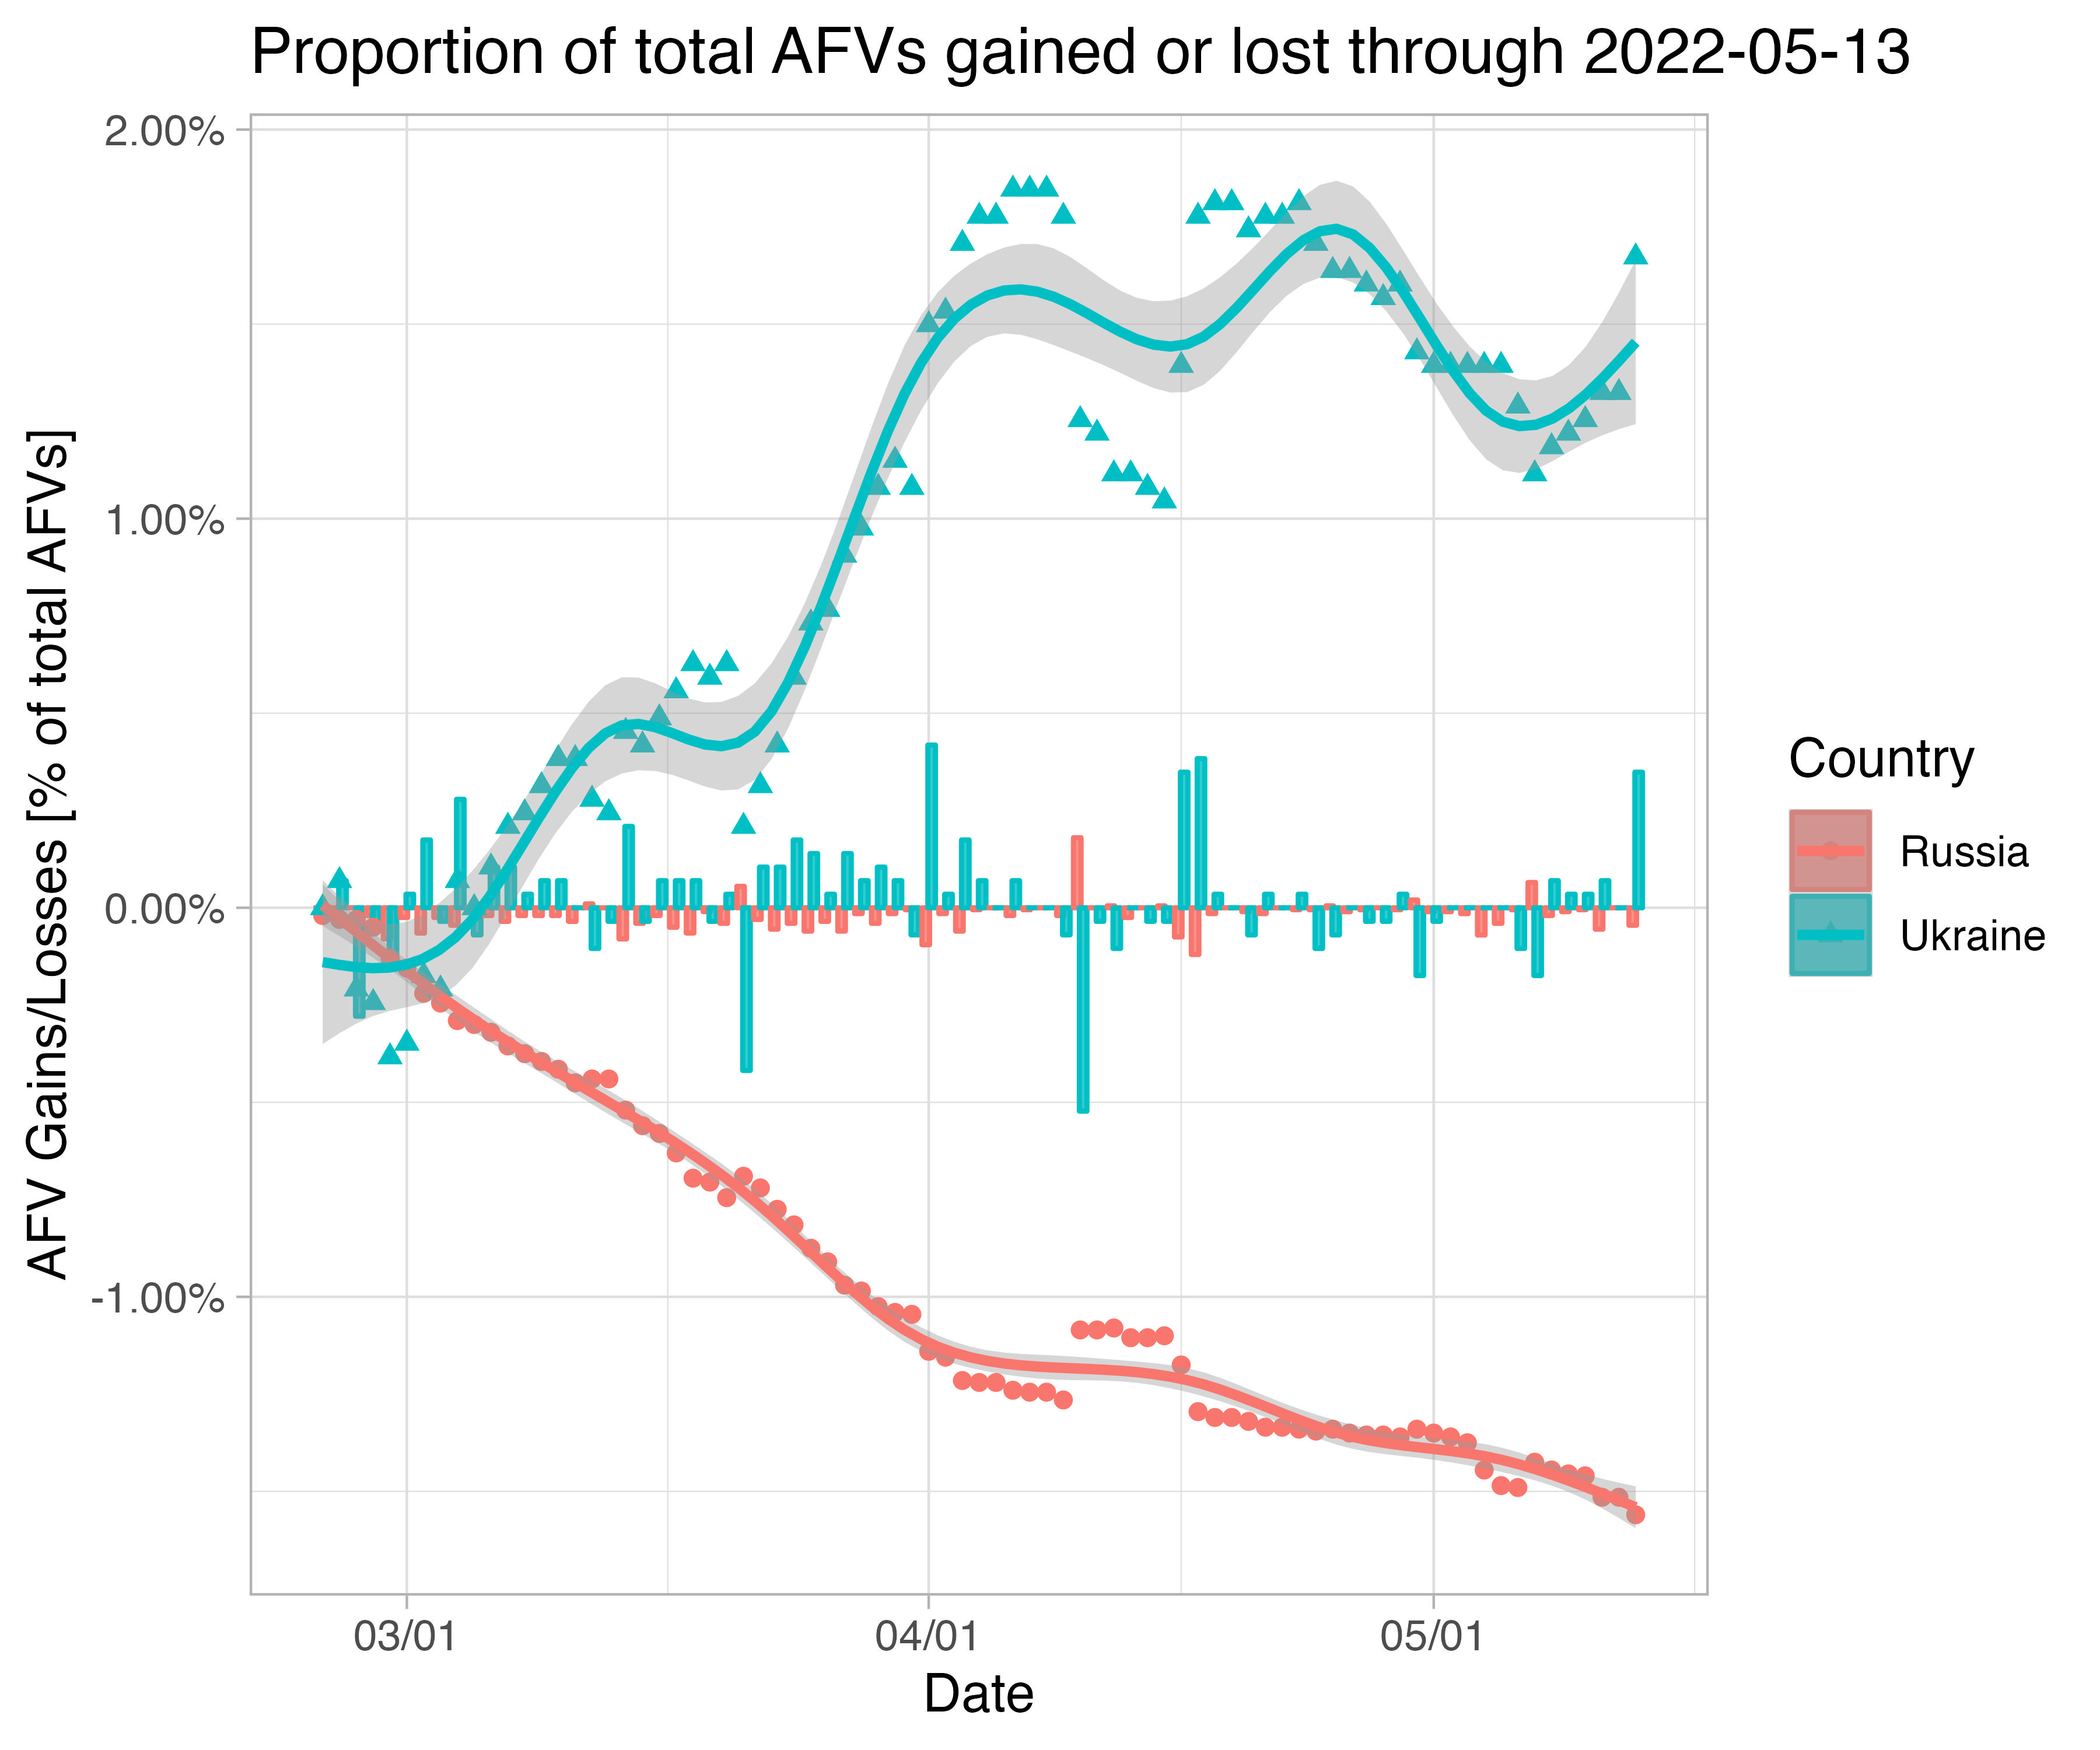 Proportion of total AFVs gained or lost through 2022-05-13
AFV Gains/Losses [% of total AFVs]
2.00%
1.00%
0.00%
-1.00%
03/01
04/01
05/01
Date
Country
Russia
Ukraine